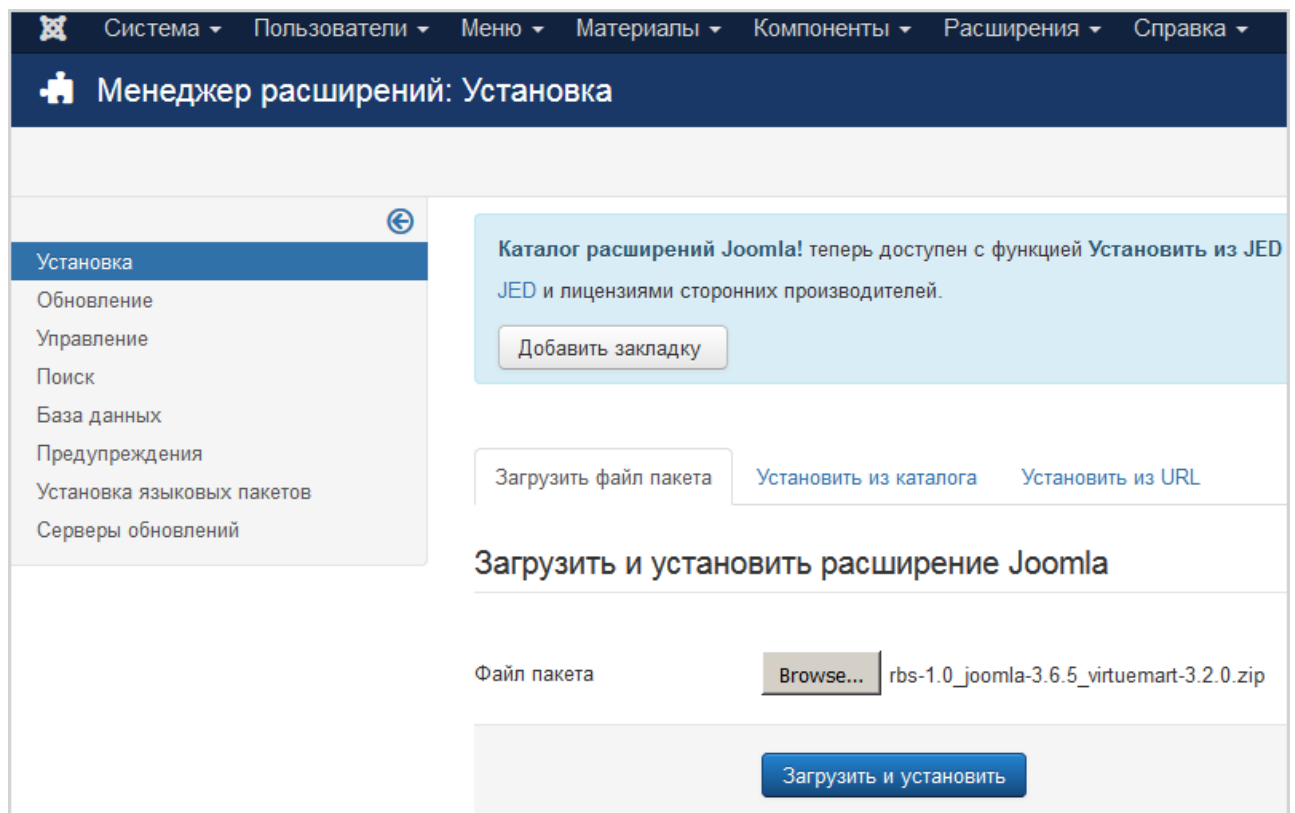 Система Пользователи Меню Материалы Компоненты Расширения Справка
Менеджер расширений: Установка
Установка
Обновление
Управление
Поиск
База данных
Предупреждения
Установка языковых пакетов
Серверы обновлений
Каталог расширений Joomla! теперь доступен с функцией Установить из JED
JED и лицензиями сторонних производителей.
Добавить закладку
Загрузить файл пакета Установить из каталога Установить из URL
Загрузить и установить расширение Joomla
Файл пакета Browse... rbs-1.0_joomla-3.6.5_virtuemart-3.2.0.zip
Загрузить и установить